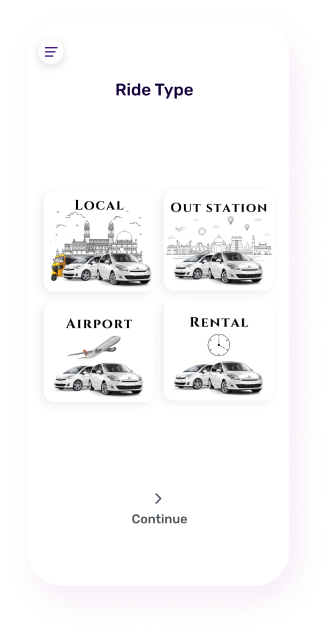 Ride Type
Local
Out station
Airport
Rental
Continue